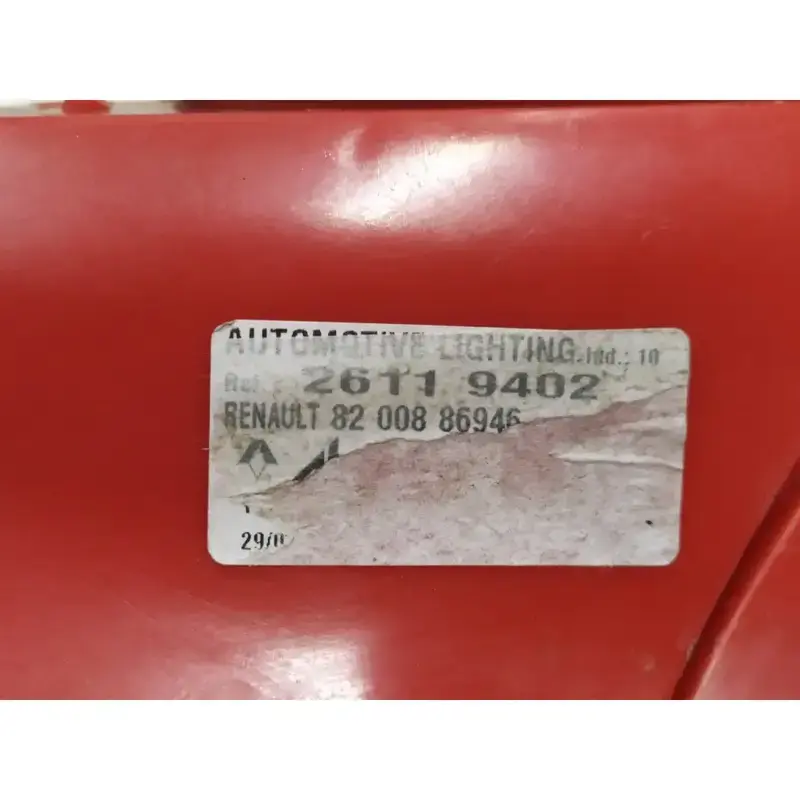 AUTOMOTIVE LIGHTING. Ind.: 10
Ref.: 2611 9402
RENAULT 82 008 86946
29/0